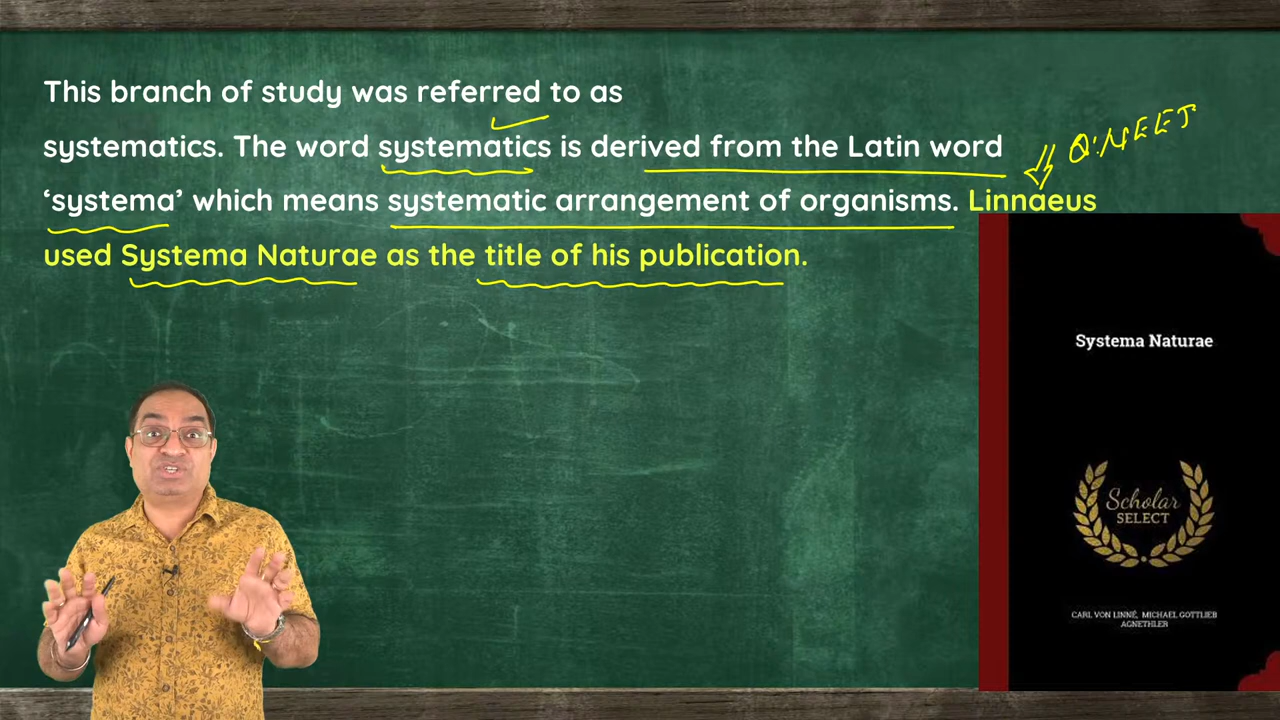 This branch of study was referred to as
systematics. The word systematics is derived from the Latin word
Q:NEET
‘systema’ which means systematic arrangement of organisms. Linnaeus
used Systema Naturae as the title of his publication.
Systema Naturae
Scholar
SELECT
CARL VON LINNÉ, MICHAEL GOTTLIEB
AGNETHLER